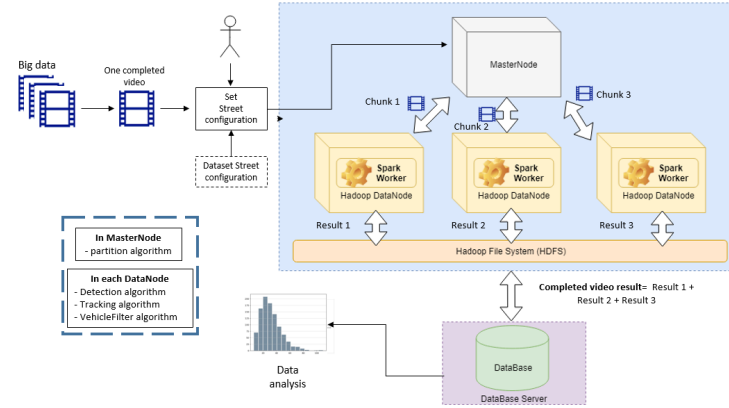 Big data
One completed
video
Set
Street
configuration
Dataset Street
configuration
MasterNode
Chunk 1
Chunk 2
Chunk 3
Spark
Worker
Hadoop DataNode
Spark
Worker
Hadoop DataNode
Spark
Worker
Hadoop DataNode
Result 1
Result 2
Result 3
Hadoop File System (HDFS)
In MasterNode
- partition algorithm
In each DataNode
- Detection algorithm
- Tracking algorithm
- VehicleFilter algorithm
Completed video result= Result 1 +
Result 2 + Result 3
Data
analysis
DataBase
DataBase Server